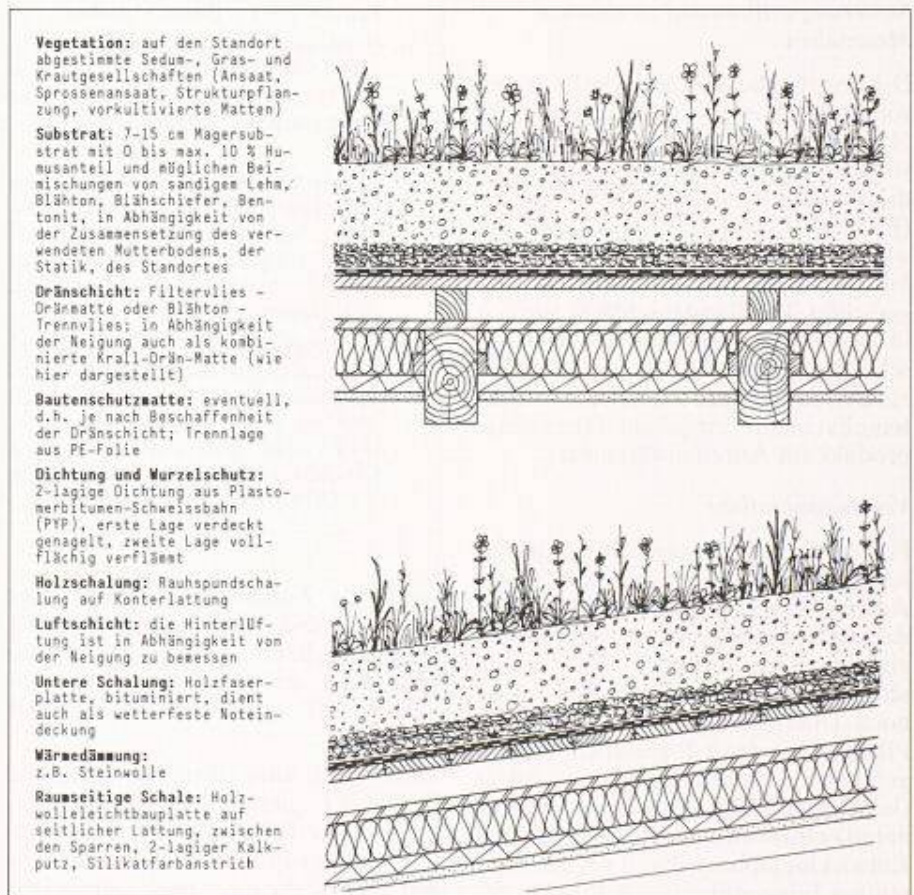 Vegetation: auf den Standort
abgestimmte Sedum-, Gras- und
Krautgesellschaften (Ansaat,
Sprossenansaat, Strukturpflan-
zung, vorkultivierte Matten)
Substrat: 7-15 cm Magersub-
strat mit 0 bis max. 10 % Hu-
musanteil und möglichen Bei-
mischungen von sandigem Lehm,
Blähton, Blähschiefer, Ben-
tonit, in Abhängigkeit von
der Zusammensetzung des ver-
wendeten Mutterbodens, der
Statik, des Standortes
Dränschicht: Filtervlies -
Dränmatte oder Blähton -
Trennvlies; in Abhängigkeit
der Neigung auch als kombi-
nierte Krall-Drän-Matte (wie
hier dargestellt)
Bautenschutzmatte: eventuell,
d.h. je nach Beschaffenheit
der Dränschicht; Trennlage
aus PE-Folie
Dichtung und Wurzelschutz:
2-lagige Dichtung aus Plasto-
merbitumen-Schweissbahn
(PYP), erste Lage verdeckt
genagelt, zweite Lage voll-
flächig verflämmt
Holzschalung: Rauhspundscha-
lung auf Konterlattung
Luftschicht: die Hinterlüf-
tung ist in Abhängigkeit von
der Neigung zu bemessen
Untere Schalung: Holzfaser-
platte, bituminiert, dient
auch als wetterfeste Notein-
deckung
Wärmedämmung:
z.B. Steinwolle
Raumseitige Schale: Holz-
wolleleichtbauplatte auf
seitlicher Lattung, zwischen
den Sparren, 2-lagiger Kalk-
putz, Silikatfarbanstrich